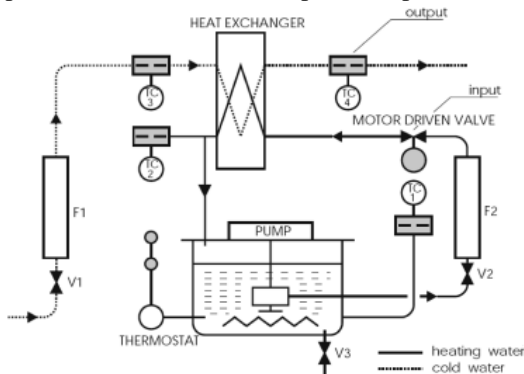 output
HEAT EXCHANGER
TC
3
TC
4
input
MOTOR DRIVEN VALVE
TC
2
TC
1
F1
F2
PUMP
V1
V2
THERMOSTAT
V3
heating water
cold water